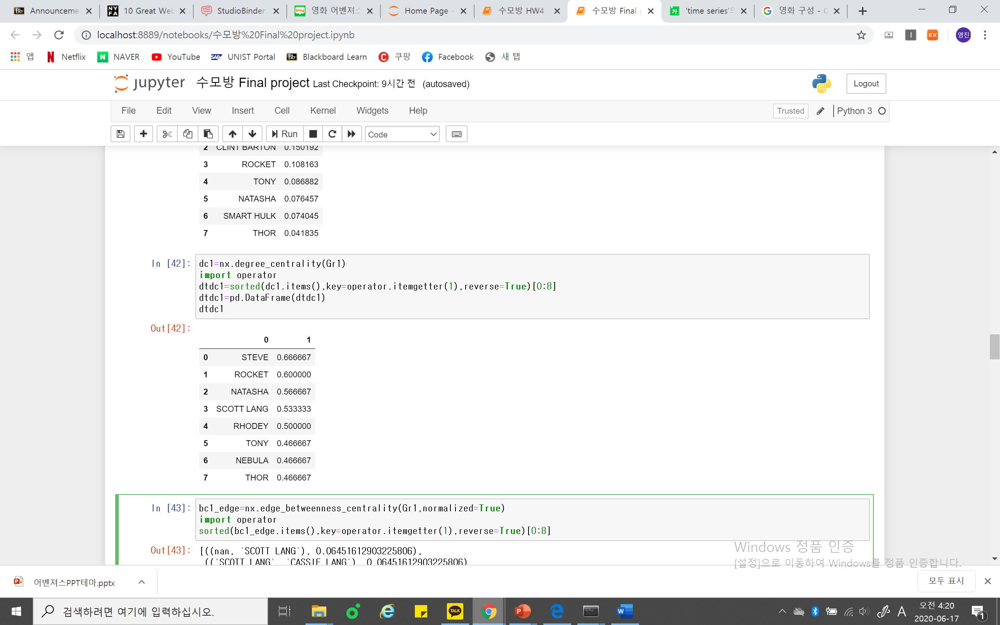 Announceme
10 Great We
StudioBinder
영화 어벤져스
Home Page -
수모방 HW4
수모방 Final p
'time series'으
영화 구성 - G
localhost:8889/notebooks/수모방%20Final%20project.ipynb
영진
앱
Netflix
NAVER
YouTube
UNIST Portal
Blackboard Learn
쿠팡
Facebook
새 탭
jupyter 수모방 Final project Last Checkpoint: 9시간 전 (autosaved)
Logout
File Edit View Insert Cell Kernel Widgets Help
Trusted Python 3
Run Code
2 CLINT BARTON 0.150192
3 ROCKET 0.108163
4 TONY 0.086882
5 NATASHA 0.076457
6 SMART HULK 0.074045
7 THOR 0.041835
In [42]: dc1=nx.degree_centrality(Gr1)
import operator
dtdc1=sorted(dc1.items(),key=operator.itemgetter(1),reverse=True)[0:8]
dtdc1=pd.DataFrame(dtdc1)
dtdc1
Out[42]:
0 1
0 STEVE 0.666667
1 ROCKET 0.600000
2 NATASHA 0.566667
3 SCOTT LANG 0.533333
4 RHODEY 0.500000
5 TONY 0.466667
6 NEBULA 0.466667
7 THOR 0.466667
In [43]: bc1_edge=nx.edge_betweenness_centrality(Gr1,normalized=True)
import operator
sorted(bc1_edge.items(),key=operator.itemgetter(1),reverse=True)[0:8]
Out[43]: [((nan, 'SCOTT LANG'), 0.06451612903225806),
(('SCOTT LANG', 'CASSIE LANG'), 0.06451612903225806)
Windows 정품 인증
[설정]으로 이동하여 Windows를 정품 인증합니다.
어벤져스PPT테마.pptx
모두 표시
검색하려면 여기에 입력하십시오.
TALK
A
오전 4:20
2020-06-17
1